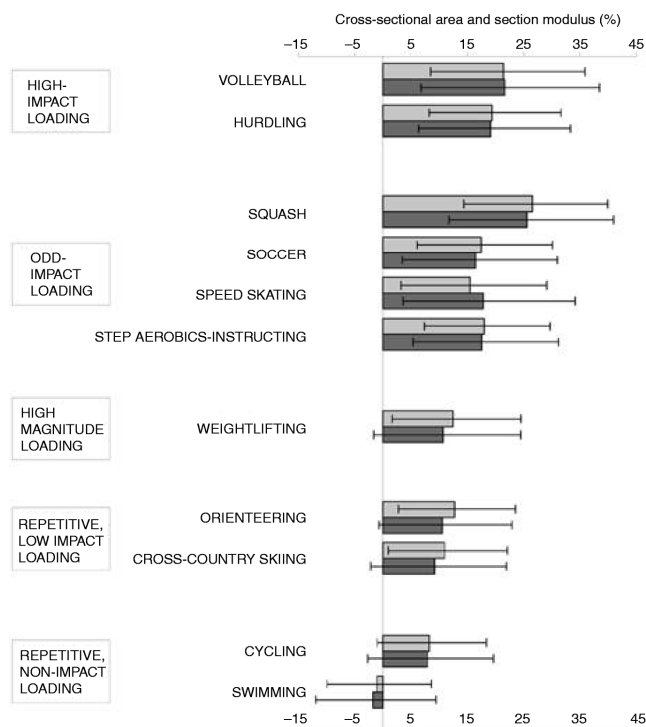 Cross-sectional area and section modulus (%)
–15 –5 5 15 25 35 45
HIGH-
IMPACT
LOADING
VOLLEYBALL
HURDLING
ODD-
IMPACT
LOADING
SQUASH
SOCCER
SPEED SKATING
STEP AEROBICS-INSTRUCTING
HIGH
MAGNITUDE
LOADING
WEIGHTLIFTING
REPETITIVE,
LOW IMPACT
LOADING
ORIENTEERING
CROSS-COUNTRY SKIING
REPETITIVE,
NON-IMPACT
LOADING
CYCLING
SWIMMING
–15 –5 5 15 25 35 45